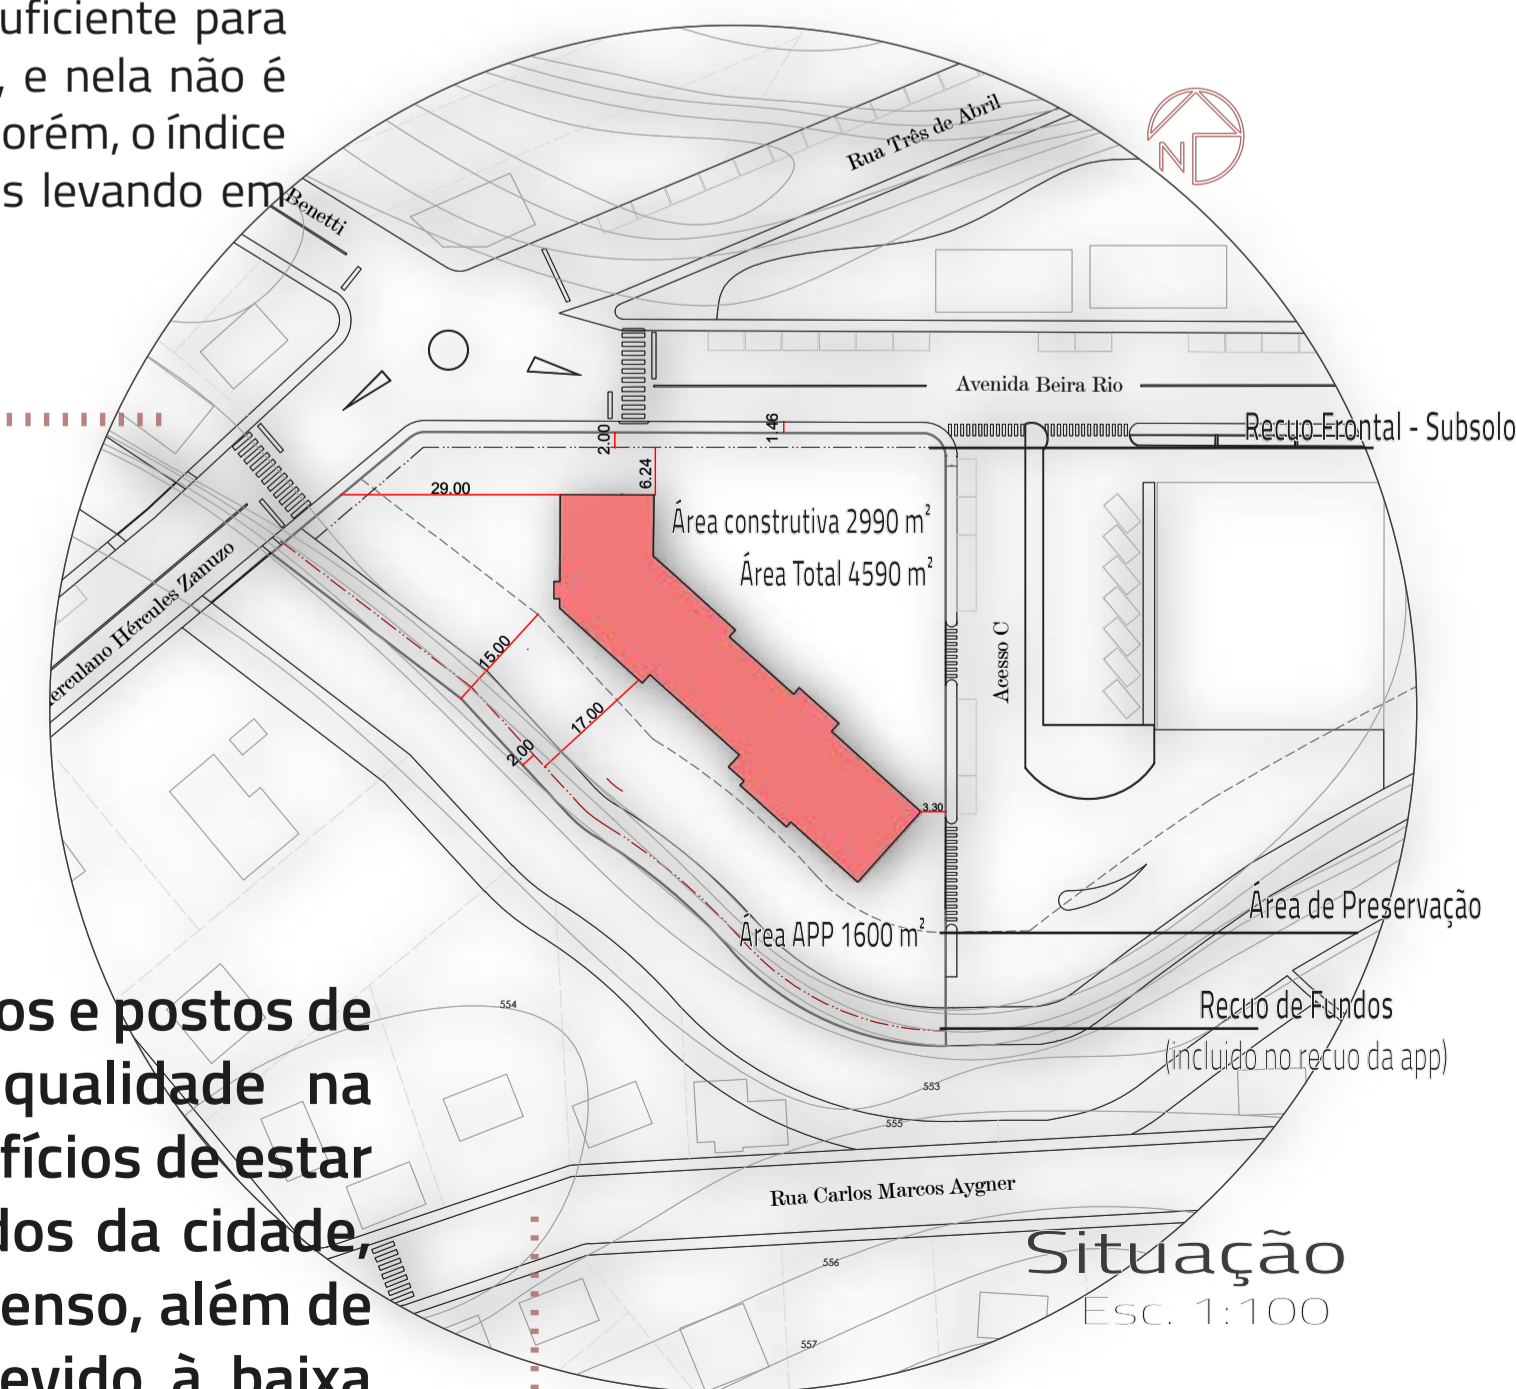 uficiente para
, e nela não é
orém, o índice
s levando em
Benetti
Rua Três de Abril
N
Avenida Beira Rio
Recuo Frontal - Subsolo
2.00
1.46
6.24
29.00
Área construtiva 2990 m²
Área Total 4590 m²
erculano Hércules Zanuzo
15.00
17.00
2.00
Acesso C
3.30
Área de Preservação
Área APP 1600 m²
Recuo de Fundos
(incluido no recuo da app)
os e postos de
qualidade na
fícios de estar
dos da cidade,
enso, além de
evido à baixa
554
553
555
Rua Carlos Marcos Aygner
556
557
Situação
Esc. 1:100